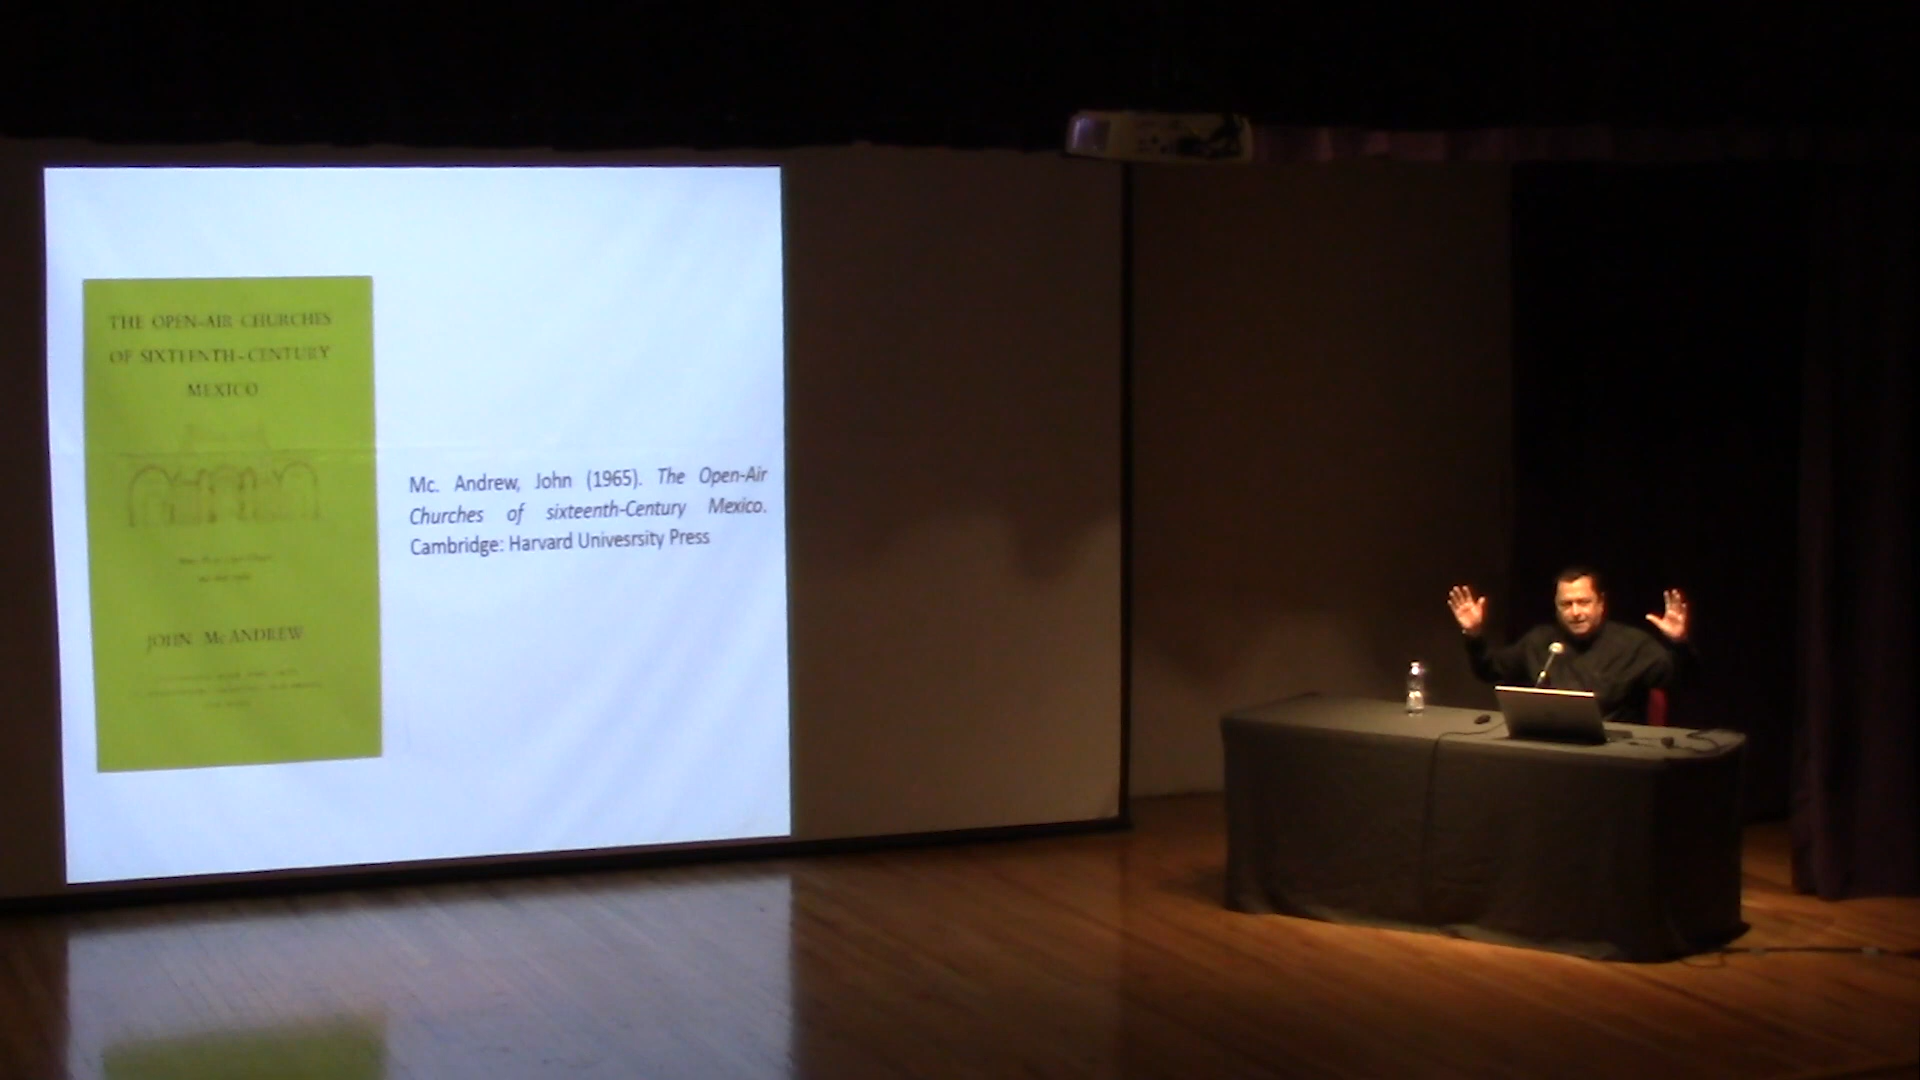 THE OPEN-AIR CHURCHES
OF SIXTEENTH-CENTURY
MEXICO
JOHN McANDREW
Mc. Andrew, John (1965). The Open-Air
Churches of sixteenth-Century Mexico.
Cambridge: Harvard Univesrsity Press